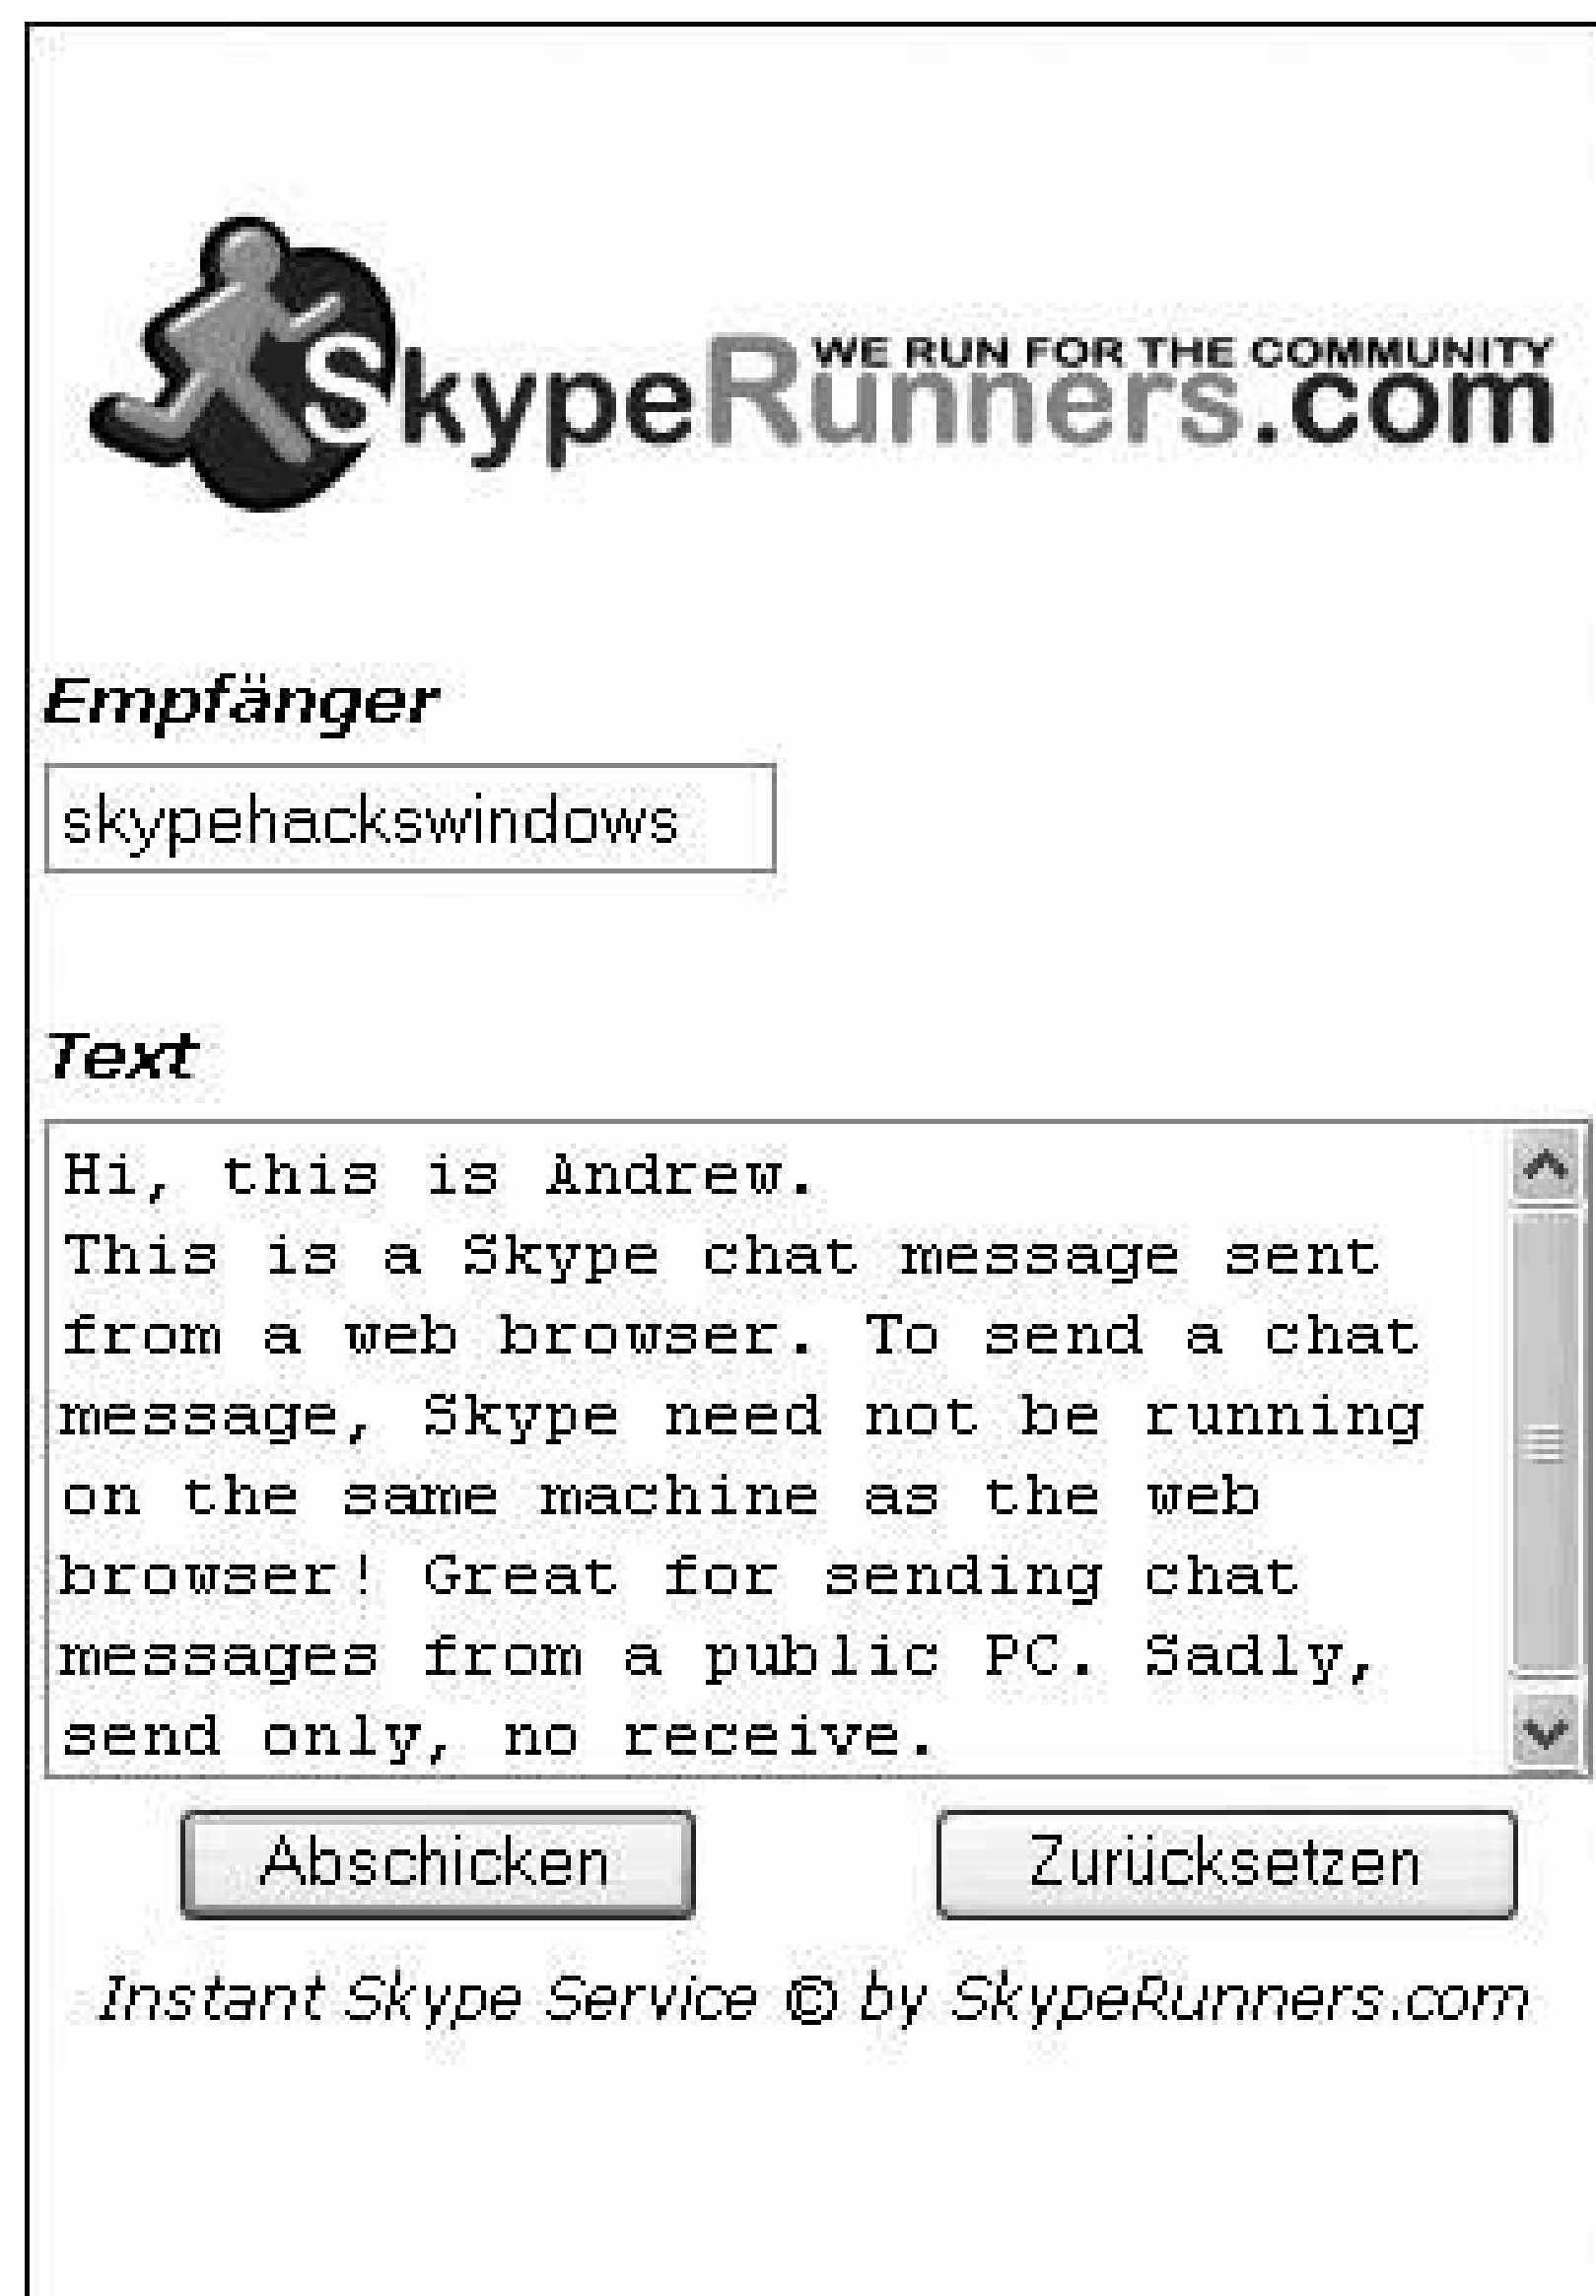 WE RUN FOR THE COMMUNITY
SkypeRunners.com
Empfänger
skypehackswindows
Text
Hi, this is Andrew.
This is a Skype chat message sent
from a web browser. To send a chat
message, Skype need not be running
on the same machine as the web
browser! Great for sending chat
messages from a public PC. Sadly,
send only, no receive.
Abschicken Zurücksetzen
Instant Skype Service © by SkypeRunners.com